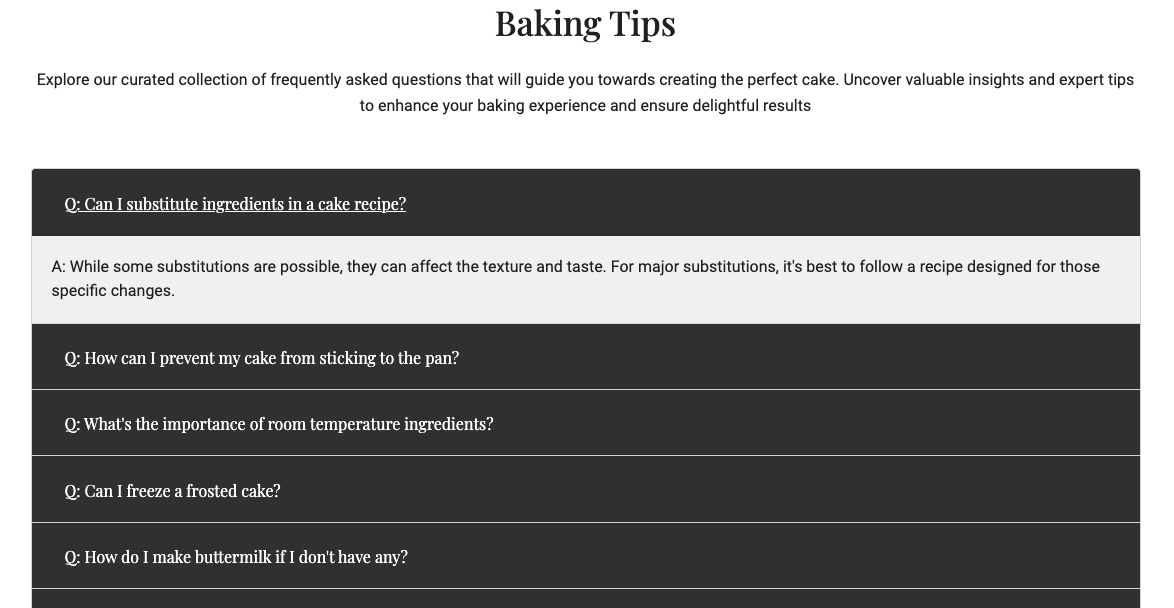 Baking Tips
Explore our curated collection of frequently asked questions that will guide you towards creating the perfect cake. Uncover valuable insights and expert tips
to enhance your baking experience and ensure delightful results
Q: Can I substitute ingredients in a cake recipe?
A: While some substitutions are possible, they can affect the texture and taste. For major substitutions, it's best to follow a recipe designed for those
specific changes.
Q: How can I prevent my cake from sticking to the pan?
Q: What's the importance of room temperature ingredients?
Q: Can I freeze a frosted cake?
Q: How do I make buttermilk if I don't have any?